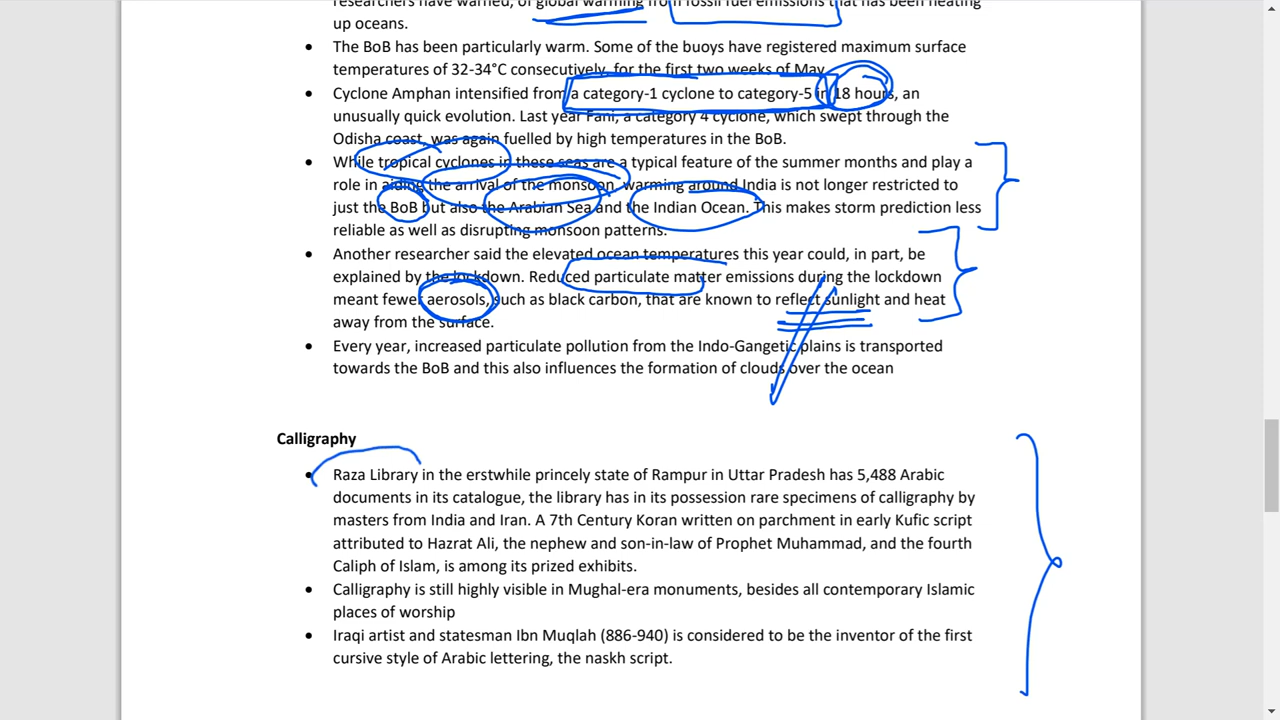 researchers have warned, of global warming from fossil fuel emissions that has been heating
up oceans.
• The BoB has been particularly warm. Some of the buoys have registered maximum surface
temperatures of 32-34°C consecutively, for the first two weeks of May
• Cyclone Amphan intensified from a category-1 cyclone to category-5 in 18 hours, an
unusually quick evolution. Last year Fani, a category 4 cyclone, which swept through the
Odisha coast, was again fuelled by high temperatures in the BoB.
• While tropical cyclones in these seas are a typical feature of the summer months and play a
role in aiding the arrival of the monsoon, warming around India is not longer restricted to
just the BoB but also the Arabian Sea and the Indian Ocean. This makes storm prediction less
reliable as well as disrupting monsoon patterns.
• Another researcher said the elevated ocean temperatures this year could, in part, be
explained by the lockdown. Reduced particulate matter emissions during the lockdown
meant fewer aerosols, such as black carbon, that are known to reflect sunlight and heat
away from the surface.
• Every year, increased particulate pollution from the Indo-Gangetic plains is transported
towards the BoB and this also influences the formation of clouds over the ocean
Calligraphy
• Raza Library in the erstwhile princely state of Rampur in Uttar Pradesh has 5,488 Arabic
documents in its catalogue, the library has in its possession rare specimens of calligraphy by
masters from India and Iran. A 7th Century Koran written on parchment in early Kufic script
attributed to Hazrat Ali, the nephew and son-in-law of Prophet Muhammad, and the fourth
Caliph of Islam, is among its prized exhibits.
• Calligraphy is still highly visible in Mughal-era monuments, besides all contemporary Islamic
places of worship
• Iraqi artist and statesman Ibn Muqlah (886-940) is considered to be the inventor of the first
cursive style of Arabic lettering, the naskh script.